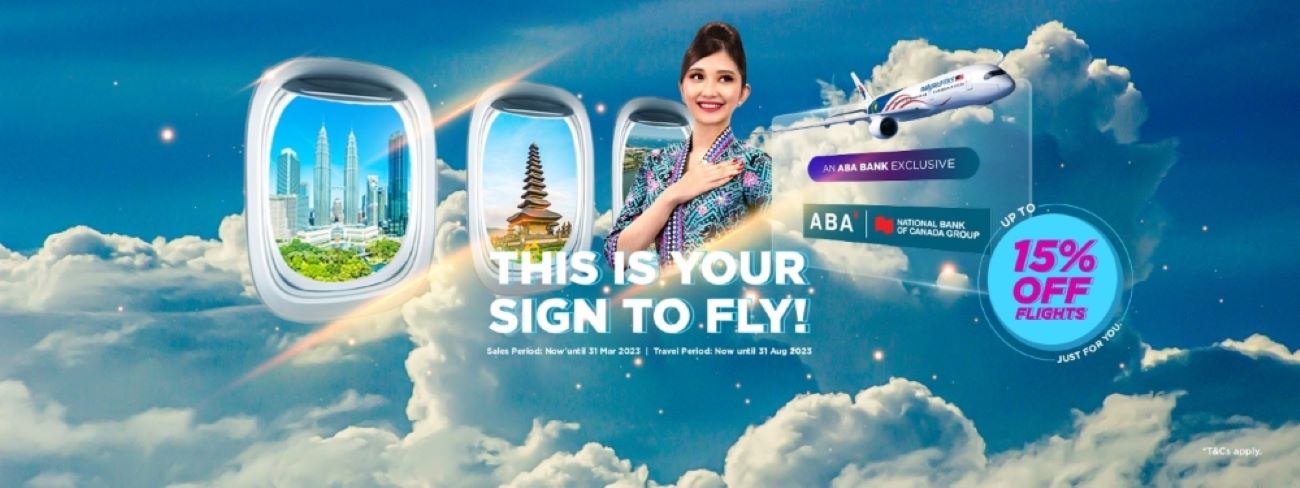 malaysia airlines
AN ABA BANK EXCLUSIVE
ABA'
NATIONAL BANK
OF CANADA GROUP
UP TO
15%
OFF
FLIGHTS
JUST FOR YOU.
THIS IS YOUR
SIGN TO FLY!
Sales Period: Now until 31 Mar 2023 | Travel Period: Now until 31 Aug 2023
*T&Cs apply.